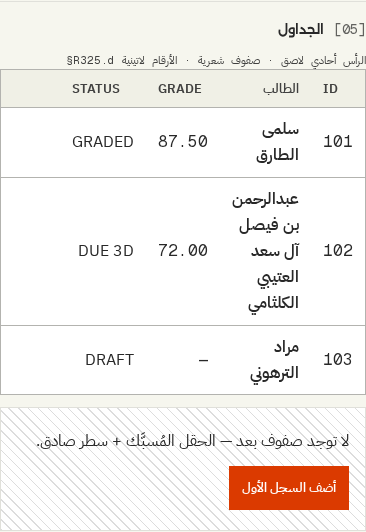 [05] الجداول
الرأس أحادي لاصق · صفوف شعرية · الأرقام لاتينية §R325.d
ID الطالب GRADE STATUS
101 سلمى الطارق 87.50 GRADED
102 عبدالرحمن بن فيصل آل سعد العتيبي الكلثامي 72.00 DUE 3D
103 مراد الترهوني — DRAFT
لا توجد صفوف بعد — الحقل المُسبَّك + سطر صادق.
أضف السجل الأول